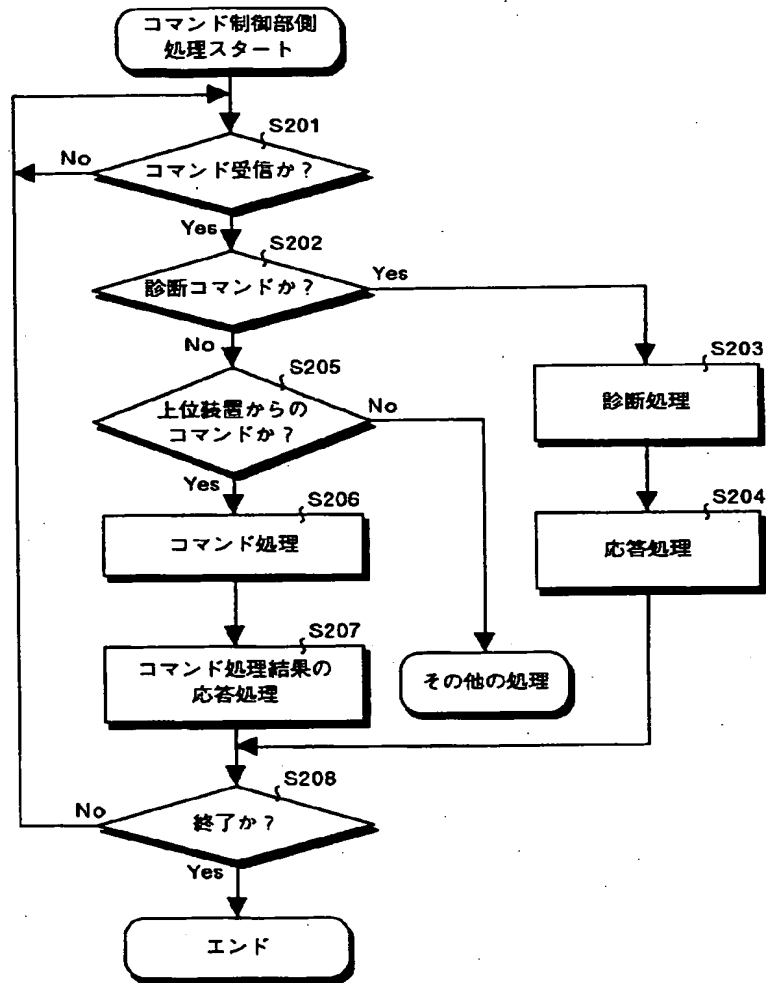 コマンド制御部側
処理スタート
S201
No
コマンド受信か?
Yes
S202
診断コマンドか?
Yes
No
S203
診断処理
S205
上位装置からの
コマンドか?
No
Yes
S204
応答処理
S206
コマンド処理
S207
コマンド処理結果の
応答処理
その他の処理
S208
No
終了か?
Yes
エンド